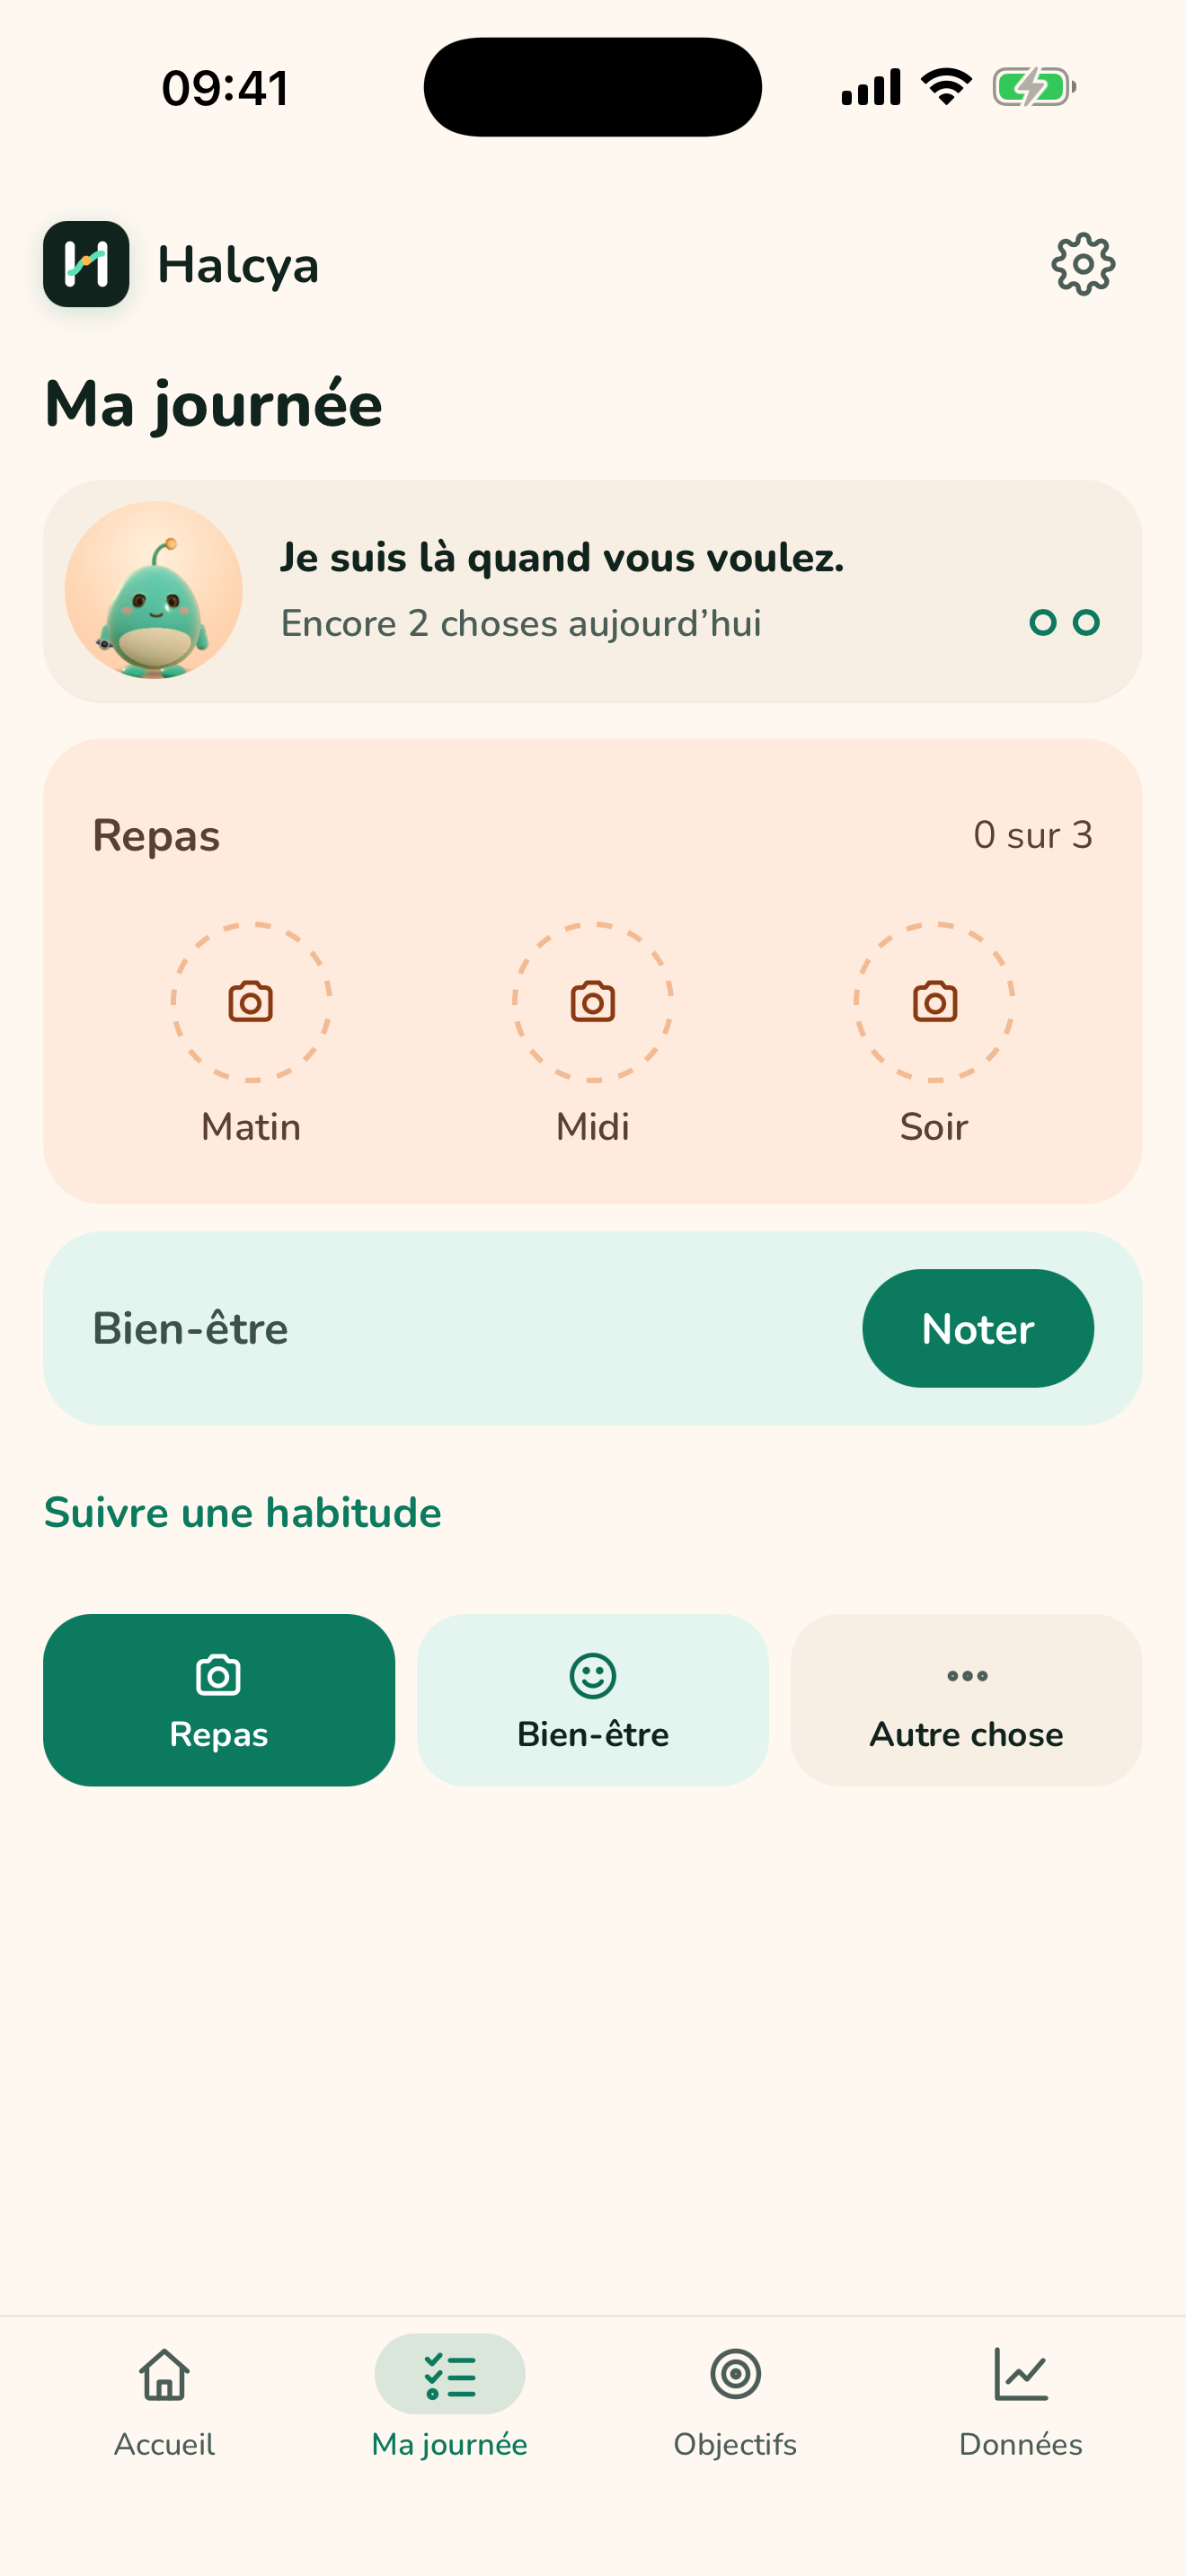 09:41
Halcya
Ma journée
Je suis là quand vous voulez.
Encore 2 choses aujourd’hui
Repas
0 sur 3
Matin
Midi
Soir
Bien-être
Noter
Suivre une habitude
Repas
Bien-être
Autre chose
Accueil
Ma journée
Objectifs
Données